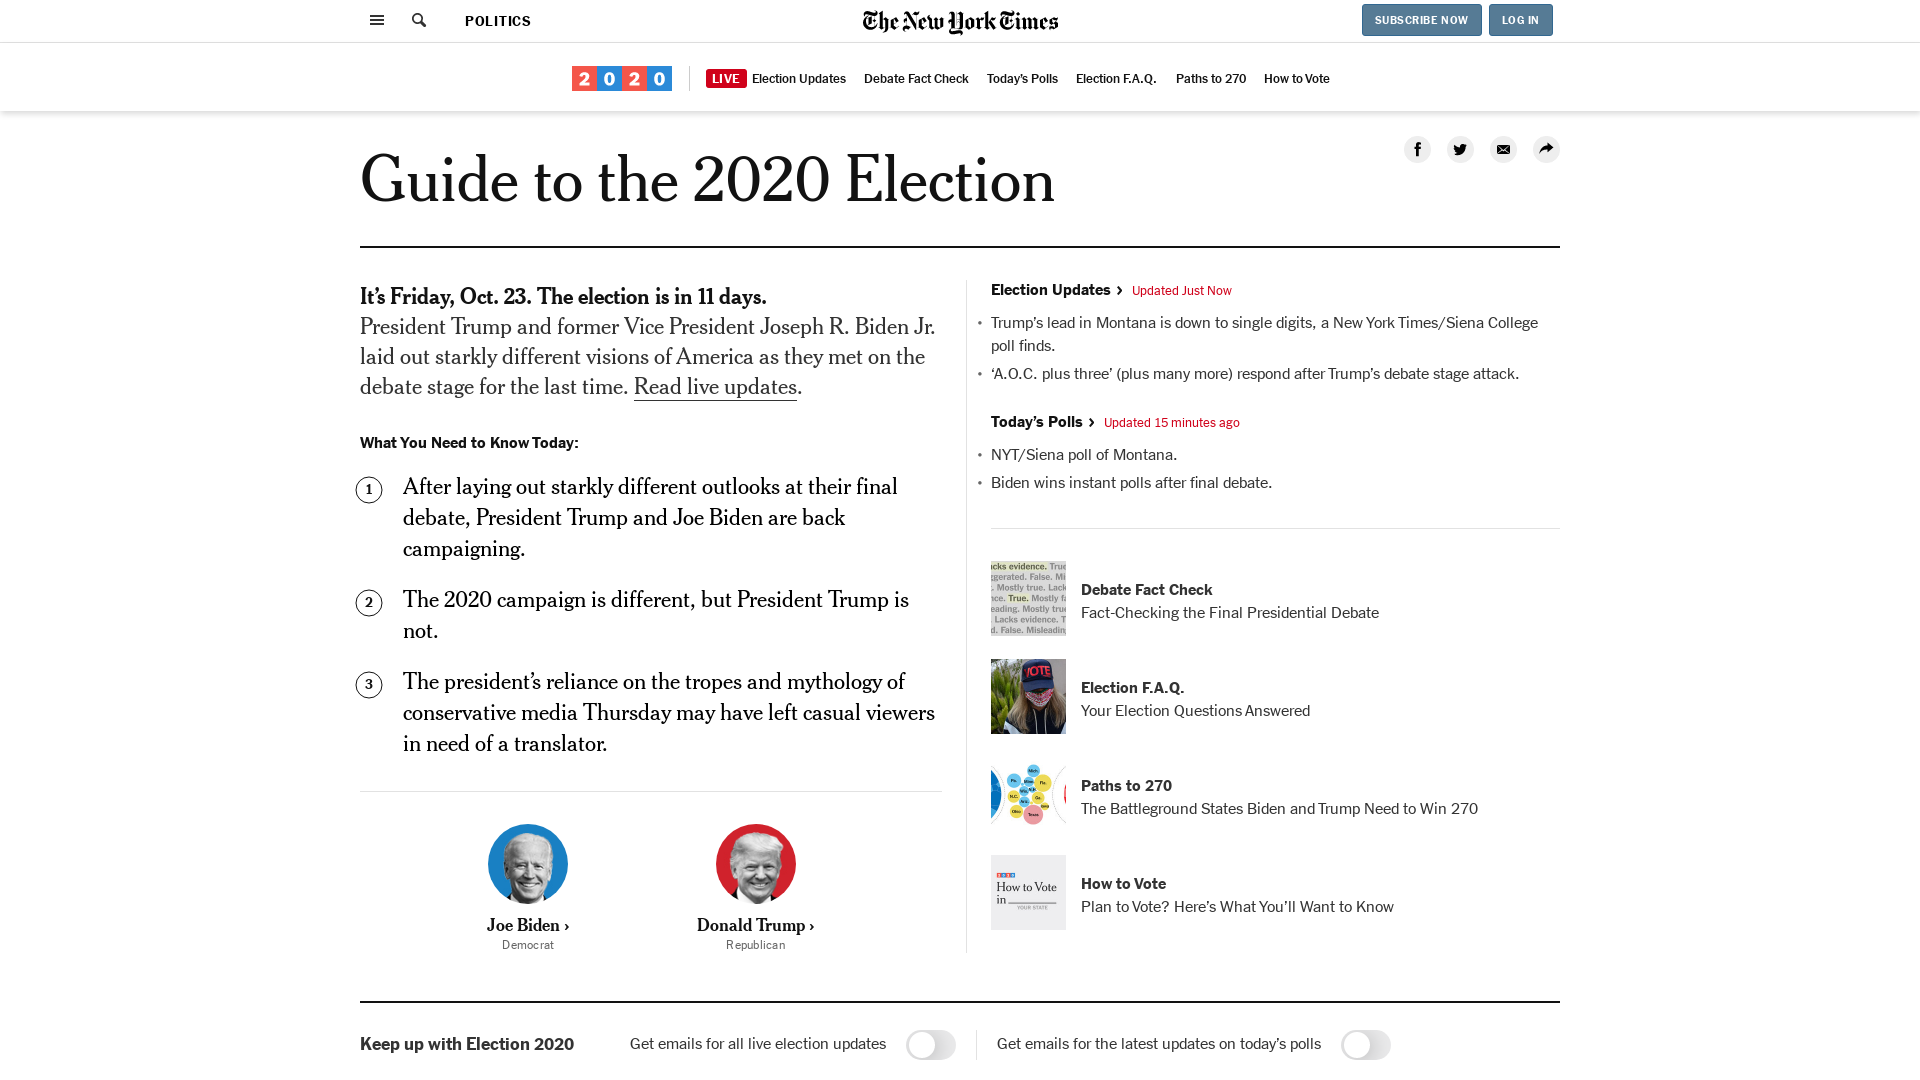 POLITICS
The New York Times
SUBSCRIBE NOW
LOG IN
2020
LIVE Election Updates
Debate Fact Check
Today's Polls
Election F.A.Q.
Paths to 270
How to Vote
Guide to the 2020 Election
It's Friday, Oct. 23. The election is in 11 days.
President Trump and former Vice President Joseph R. Biden Jr.
laid out starkly different visions of America as they met on the
debate stage for the last time. Read live updates.
What You Need to Know Today:
1 After laying out starkly different outlooks at their final
debate, President Trump and Joe Biden are back
campaigning.
2 The 2020 campaign is different, but President Trump is
not.
3 The president's reliance on the tropes and mythology of
conservative media Thursday may have left casual viewers
in need of a translator.
Joe Biden ›
Democrat
Donald Trump ›
Republican
Election Updates › Updated Just Now
• Trump's lead in Montana is down to single digits, a New York Times/Siena College
poll finds.
• 'A.O.C. plus three' (plus many more) respond after Trump's debate stage attack.
Today's Polls › Updated 15 minutes ago
• NYT/Siena poll of Montana.
• Biden wins instant polls after final debate.
Debate Fact Check
Fact-Checking the Final Presidential Debate
VOTE
Election F.A.Q.
Your Election Questions Answered
Paths to 270
The Battleground States Biden and Trump Need to Win 270
How to Vote
in
YOUR STATE
How to Vote
Plan to Vote? Here's What You'll Want to Know
Keep up with Election 2020
Get emails for all live election updates
Get emails for the latest updates on today's polls